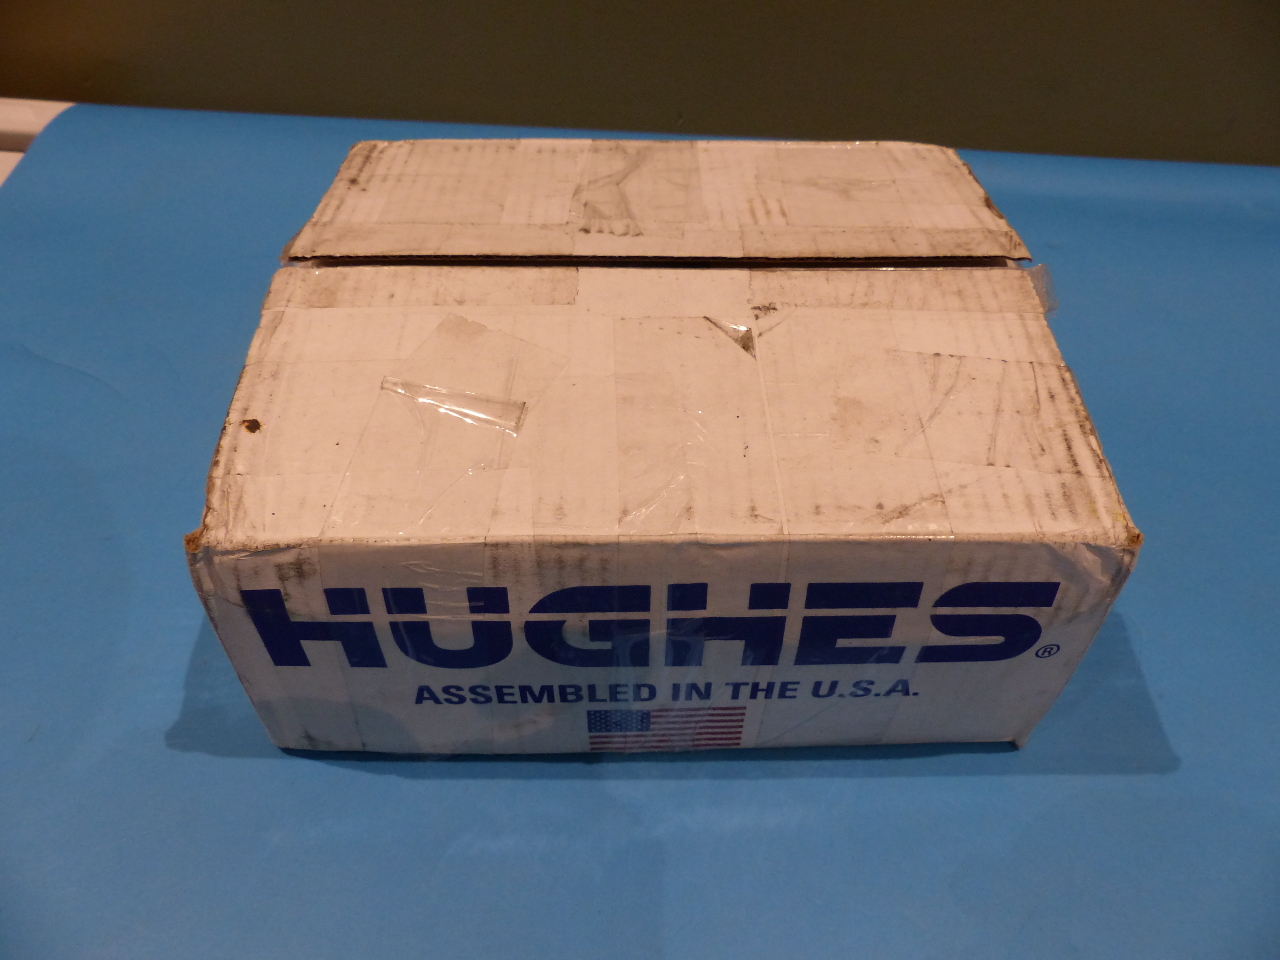 HUGHES®
ASSEMBLED IN THE U.S.A.